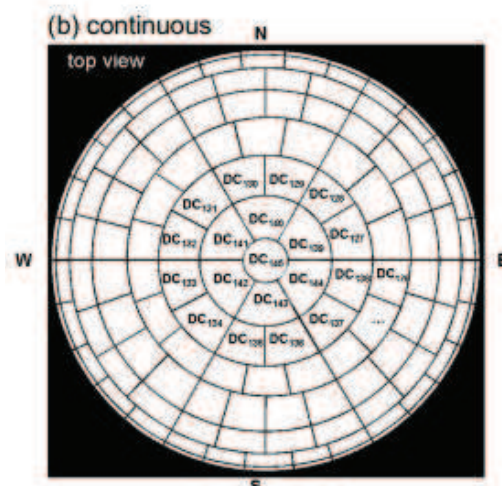 (b) continuous
N
top view
DC130 DC129
DC131 DC128
DC140
DC132 DC141 DC139 DC127
W DC145 E
DC133 DC142 DC144 DC138
DC143
DC134 DC137 ...
DC135 DC136
S